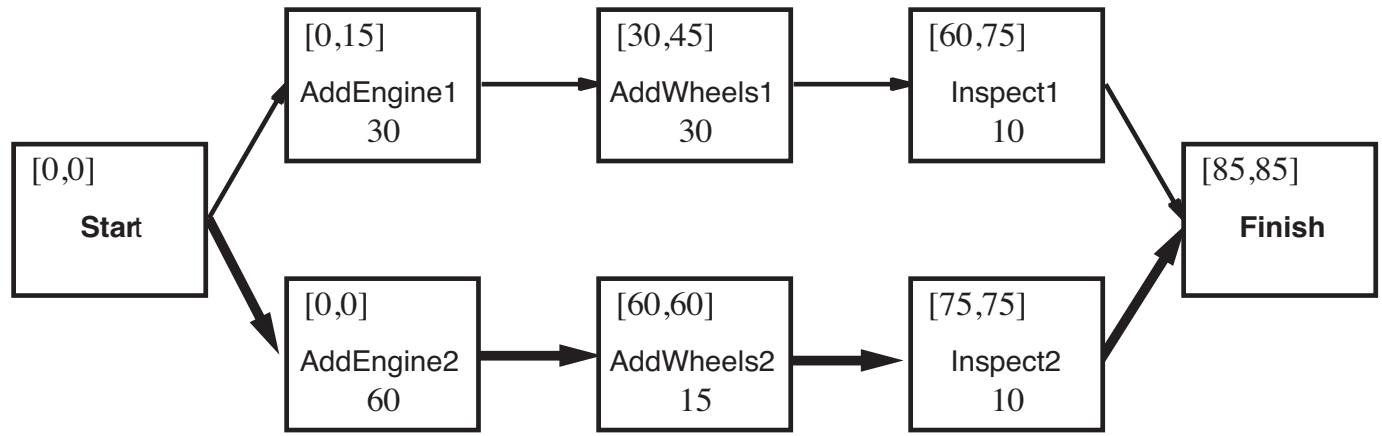 [0,15]
AddEngine1
30
[30,45]
AddWheels1
30
[60,75]
Inspect1
10
[0,0]
Start
[85,85]
Finish
[0,0]
AddEngine2
60
[60,60]
AddWheels2
15
[75,75]
Inspect2
10